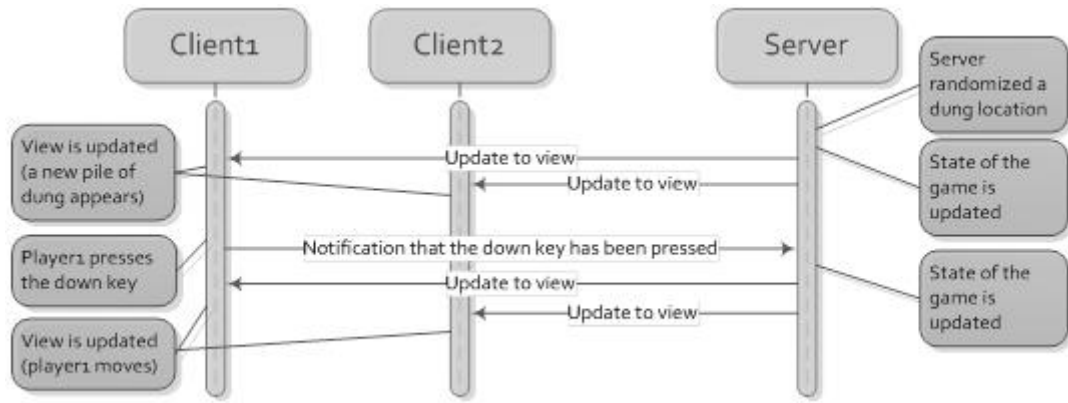 Client1
Client2
Server
Server
randomized a
dung location
View is updated
(a new pile of
dung appears)
Update to view
Update to view
State of the
game is
updated
Player1 presses
the down key
Notification that the down key has been pressed
Update to view
State of the
game is
updated
Update to view
View is updated
(player1 moves)